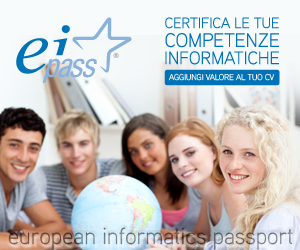 ei
pass®
CERTIFICA LE TUE
COMPETENZE
INFORMATICHE
AGGIUNGI VALORE AL TUO CV
european informatics passport